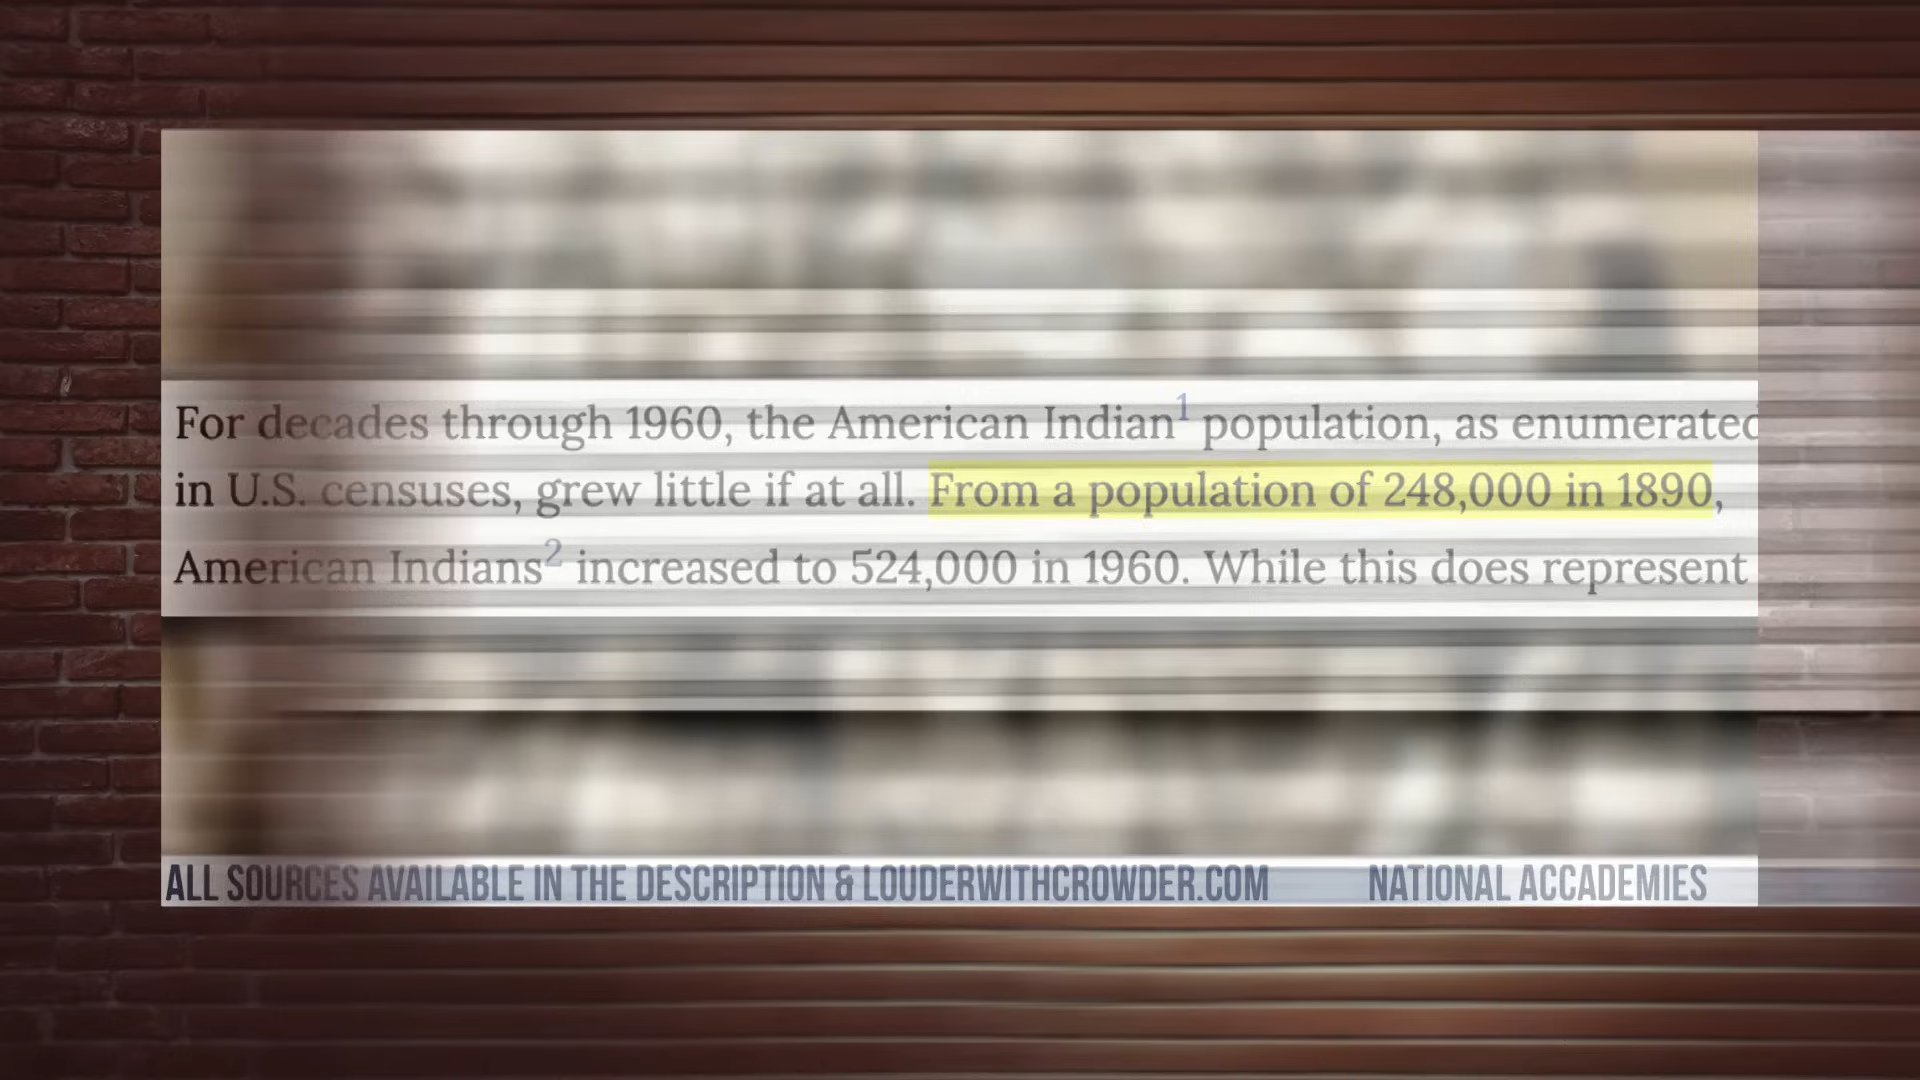 For decades through 1960, the American Indian1 population, as enumerated
in U.S. censuses, grew little if at all. From a population of 248,000 in 1890,
American Indians2 increased to 524,000 in 1960. While this does represent
ALL SOURCES AVAILABLE IN THE DESCRIPTION & LOUDERWITHCROWDER.COM
NATIONAL ACCADEMIES